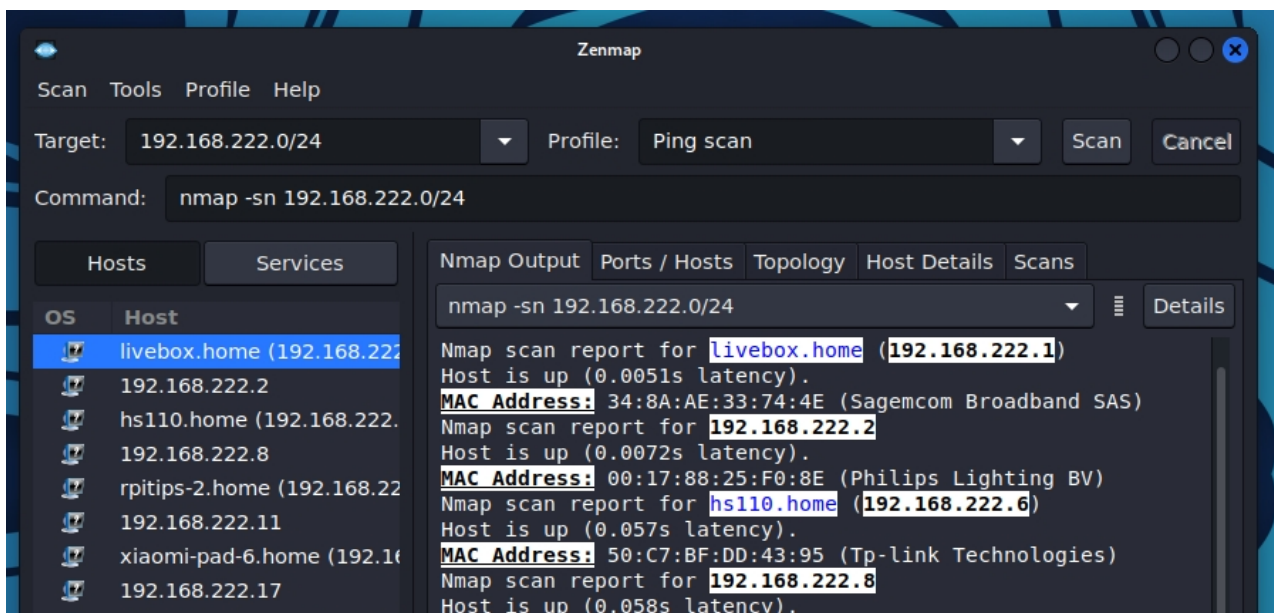 Zenmap
Scan Tools Profile Help
Target: 192.168.222.0/24 Profile: Ping scan Scan Cancel
Command: nmap -sn 192.168.222.0/24
Hosts Services
OS Host
livebox.home (192.168.222
192.168.222.2
hs110.home (192.168.222.
192.168.222.8
rpitips-2.home (192.168.22
192.168.222.11
xiaomi-pad-6.home (192.16
192.168.222.17
Nmap Output Ports / Hosts Topology Host Details Scans
nmap -sn 192.168.222.0/24 Details
Nmap scan report for livebox.home (192.168.222.1)
Host is up (0.0051s latency).
MAC Address: 34:8A:AE:33:74:4E (Sagemcom Broadband SAS)
Nmap scan report for 192.168.222.2
Host is up (0.0072s latency).
MAC Address: 00:17:88:25:F0:8E (Philips Lighting BV)
Nmap scan report for hs110.home (192.168.222.6)
Host is up (0.057s latency).
MAC Address: 50:C7:BF:DD:43:95 (Tp-link Technologies)
Nmap scan report for 192.168.222.8
Host is up (0.058s latency).